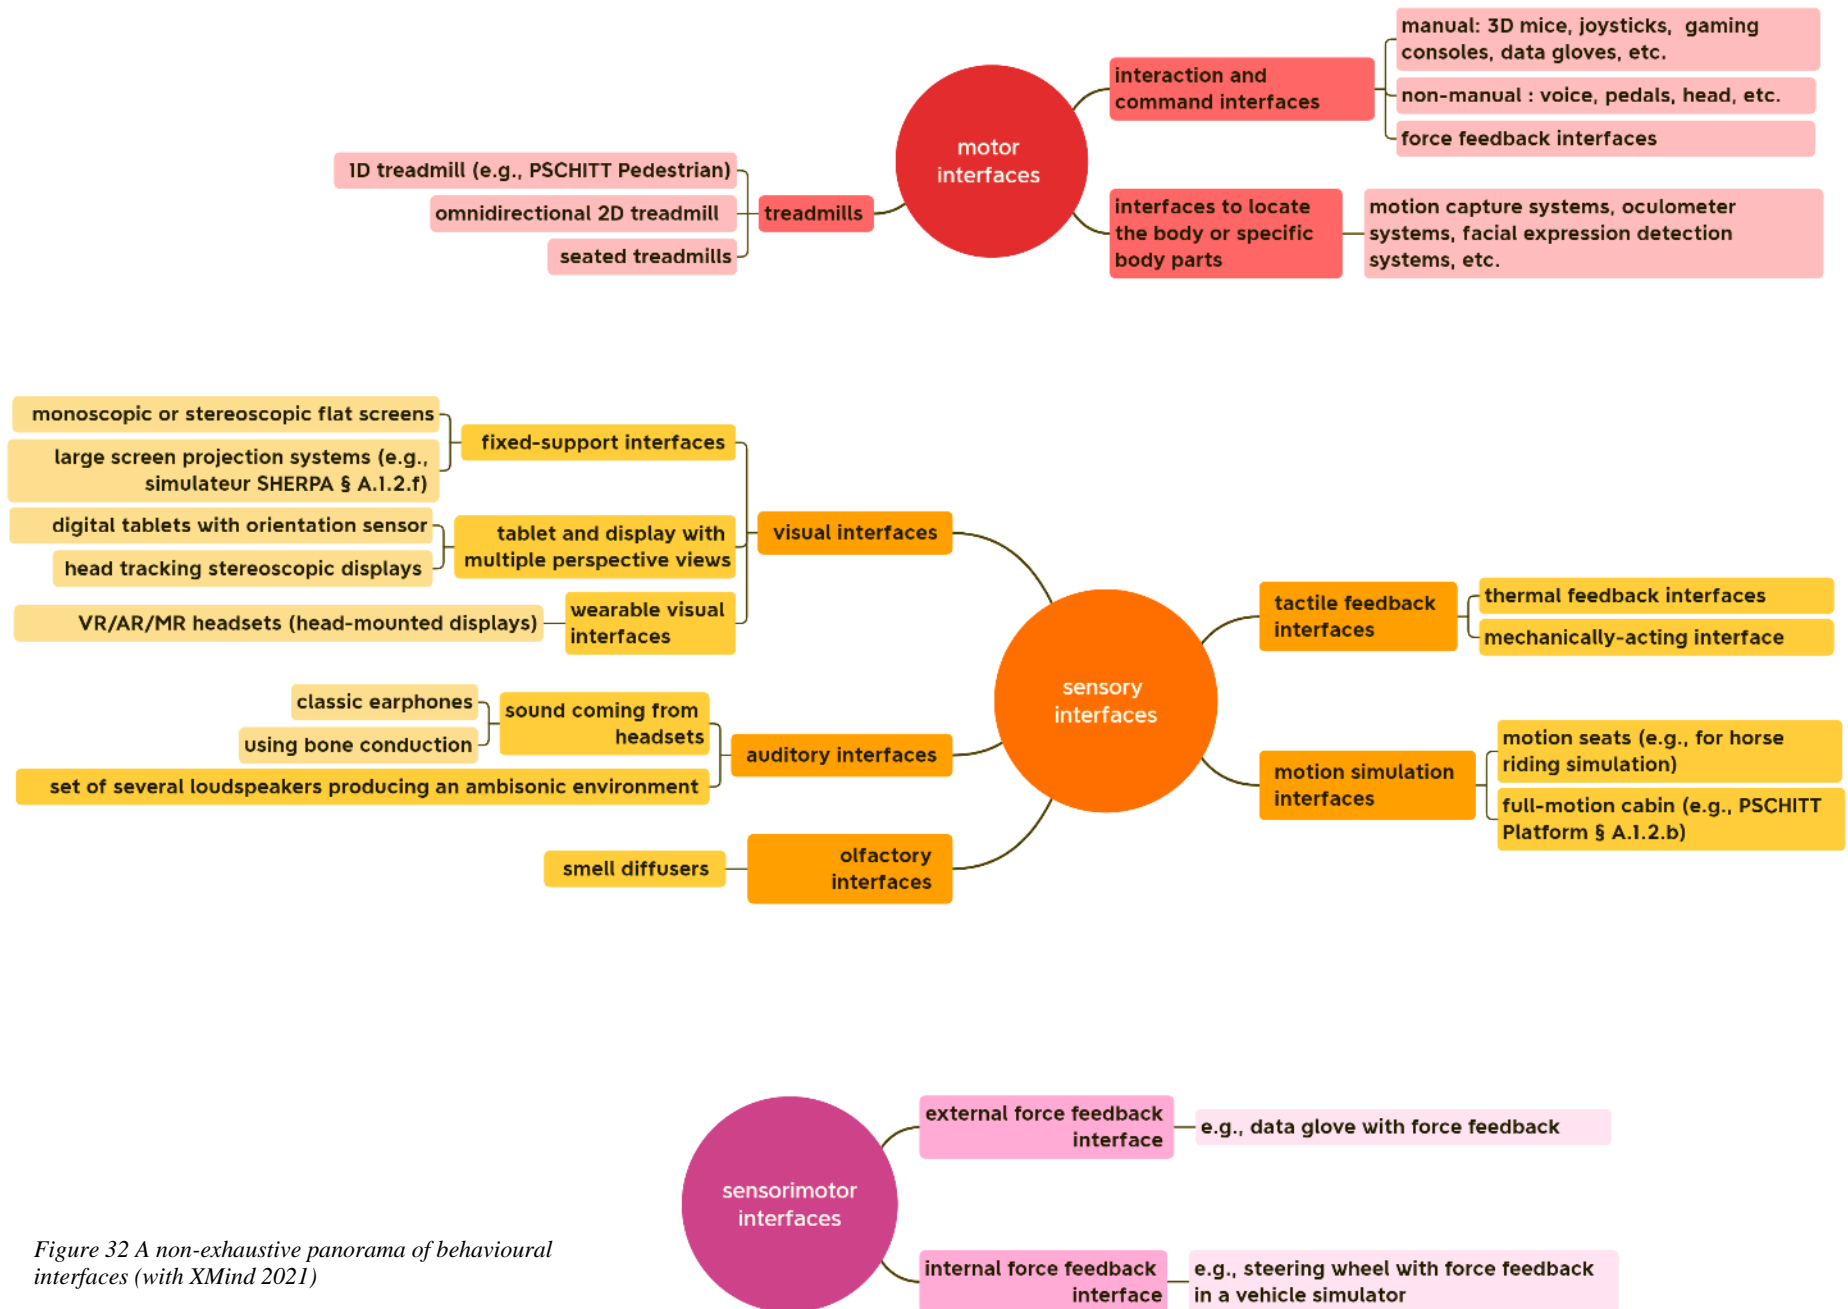 motor
interfaces
interaction and
command interfaces
manual: 3D mice, joysticks,  gaming
consoles, data gloves, etc.
non-manual : voice, pedals, head, etc.
force feedback interfaces
interfaces to locate
the body or specific
body parts
motion capture systems, oculometer
systems, facial expression detection
systems, etc.
treadmills
1D treadmill (e.g., PSCHITT Pedestrian)
omnidirectional 2D treadmill
seated treadmills
sensory
interfaces
visual interfaces
fixed-support interfaces
monoscopic or stereoscopic flat screens
large screen projection systems (e.g.,
simulateur SHERPA § A.1.2.f)
tablet and display with
multiple perspective views
digital tablets with orientation sensor
head tracking stereoscopic displays
wearable visual
interfaces
VR/AR/MR headsets (head-mounted displays)
auditory interfaces
sound coming from
headsets
classic earphones
using bone conduction
set of several loudspeakers producing an ambisonic environment
olfactory
interfaces
smell diffusers
tactile feedback
interfaces
thermal feedback interfaces
mechanically-acting interface
motion simulation
interfaces
motion seats (e.g., for horse
riding simulation)
full-motion cabin (e.g., PSCHITT
Platform § A.1.2.b)
sensorimotor
interfaces
external force feedback
interface
e.g., data glove with force feedback
internal force feedback
interface
e.g., steering wheel with force feedback
in a vehicle simulator
Figure 32 A non-exhaustive panorama of behavioural
interfaces (with XMind 2021)